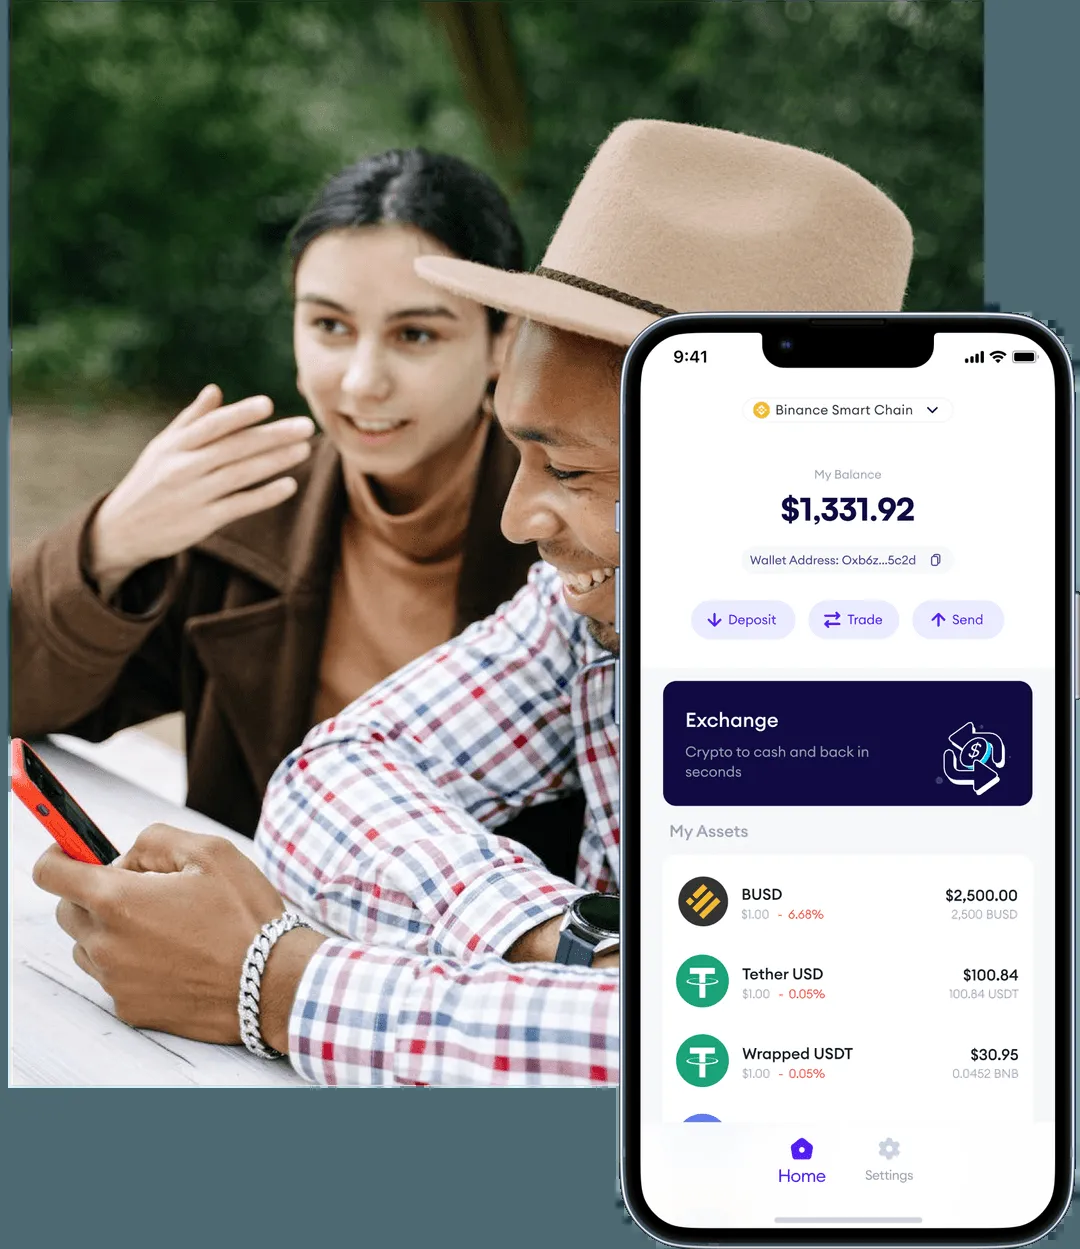 9:41
Binance Smart Chain
My Balance
$1,331.92
Wallet Address: Oxb6z...5c2d
Deposit
Trade
Send
Exchange
Crypto to cash and back in
seconds
$
My Assets
BUSD
$2,500.00
$1.00 - 6.68%
2,500 BUSD
Tether USD
$100.84
$1.00 - 0.05%
100.84 USDT
Wrapped USDT
$30.95
$1.00 - 0.05%
0.0452 BNB
Home
Settings